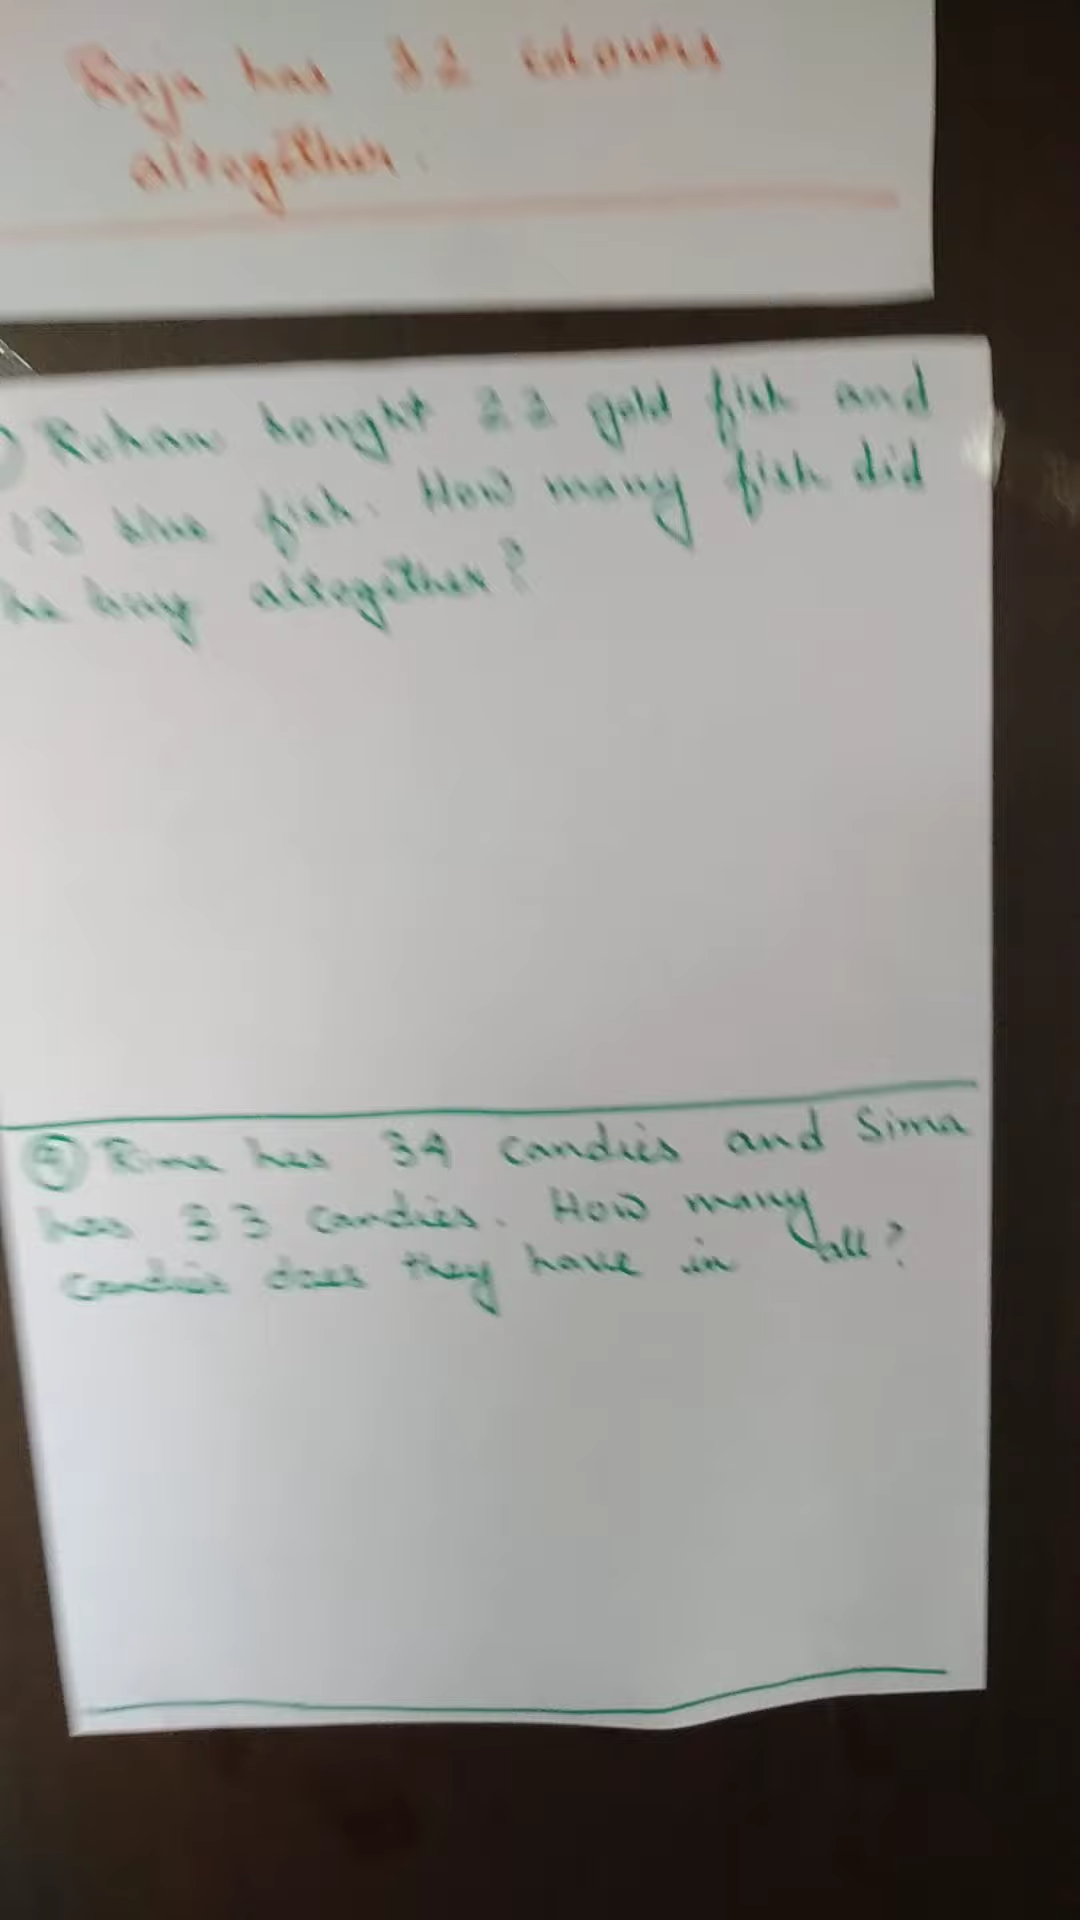 Raju has 32 colours
altogether.
Rohan bought 22 gold fish and
13 blue fish. How many fish did
he buy altogether?
Rima has 34 candies and Sima
has 33 candies. How many
candies does they have in all?